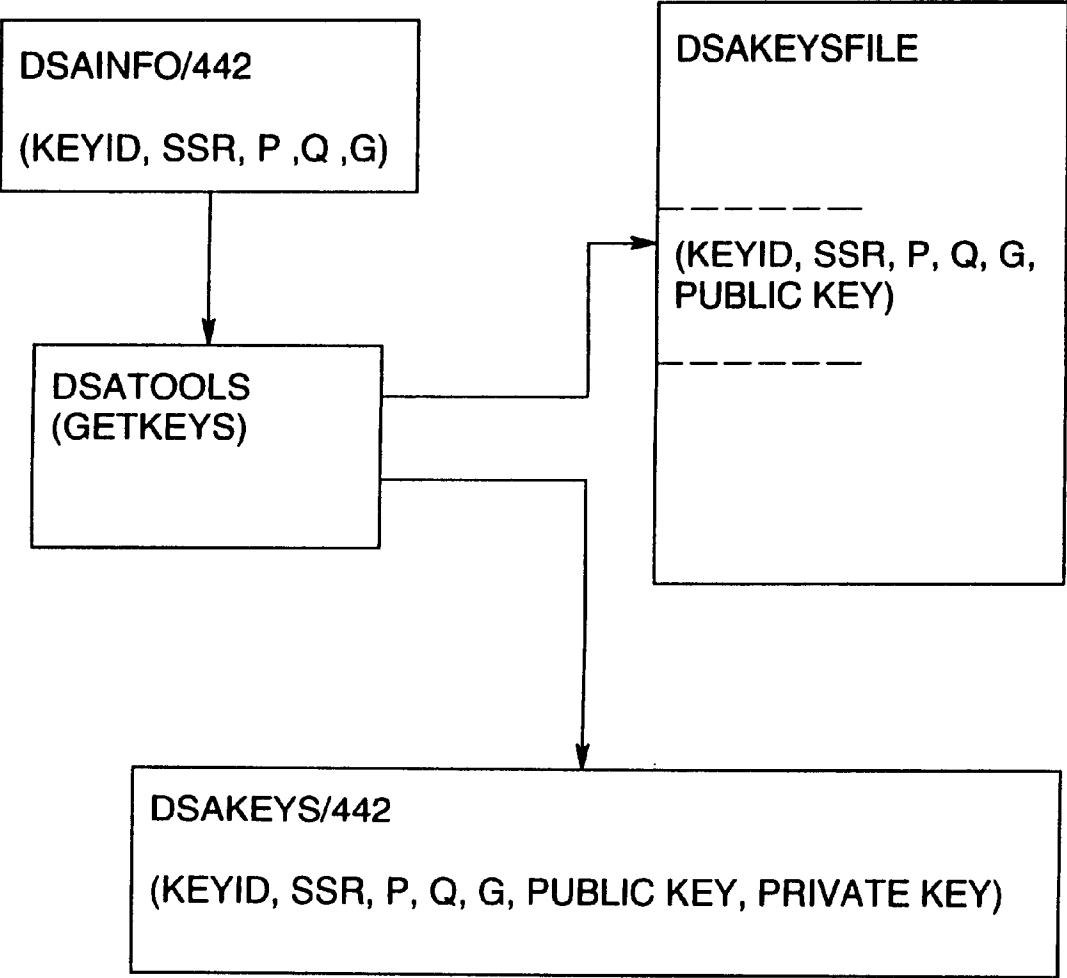 DSAINFO/442
(KEYID, SSR, P ,Q ,G)
DSAKEYSFILE
(KEYID, SSR, P, Q, G,
PUBLIC KEY)
DSATOOLS
(GETKEYS)
DSAKEYS/442
(KEYID, SSR, P, Q, G, PUBLIC KEY, PRIVATE KEY)